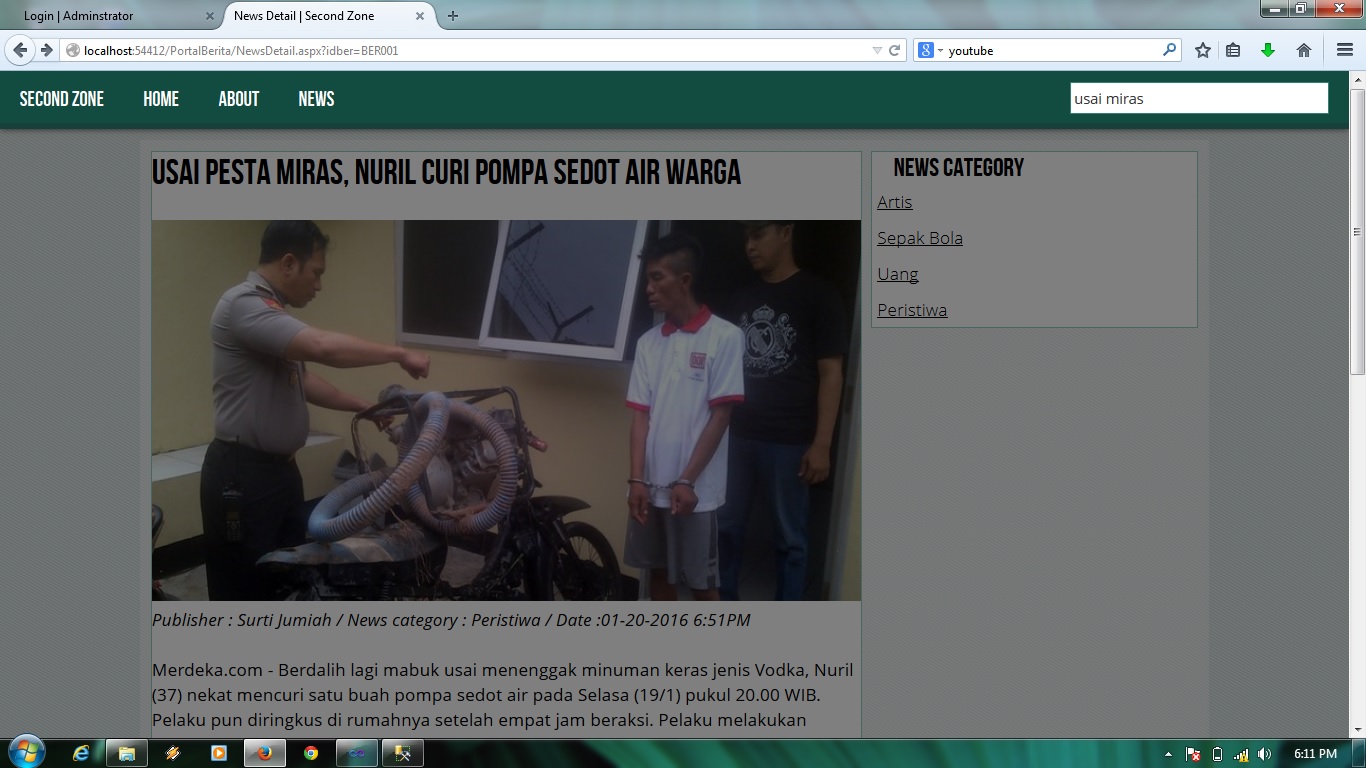 Login | Adminstrator
News Detail | Second Zone
localhost:54412/PortalBerita/NewsDetail.aspx?idber=BER001
8
youtube
SECOND ZONE
HOME
ABOUT
NEWS
usai miras
USAI PESTA MIRAS, NURIL CURI POMPA SEDOT AIR WARGA
NEWS CATEGORY
Artis
Sepak Bola
Uang
Peristiwa
Publisher : Surti Jumiah / News category : Peristiwa / Date :01-20-2016 6:51PM
Merdeka.com - Berdalih lagi mabuk usai menenggak minuman keras jenis Vodka, Nuril
(37) nekat mencuri satu buah pompa sedot air pada Selasa (19/1) pukul 20.00 WIB.
Pelaku pun diringkus di rumahnya setelah empat jam beraksi. Pelaku melakukan
6:11 PM